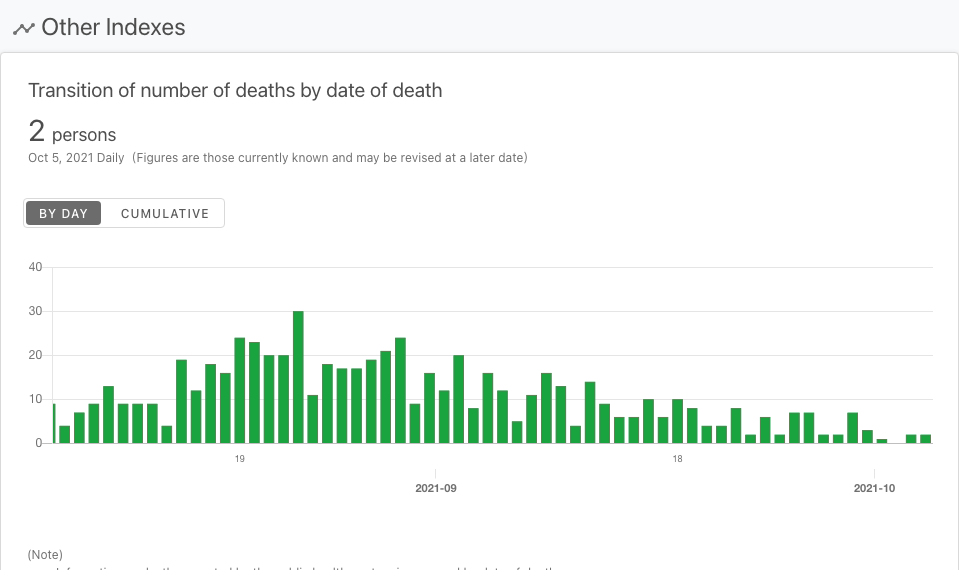 Other Indexes
Transition of number of deaths by date of death
2 persons
Oct 5, 2021 Daily (Figures are those currently known and may be revised at a later date)
BY DAY CUMULATIVE
40
30
20
10
0
19 18
2021-09 2021-10
(Note)